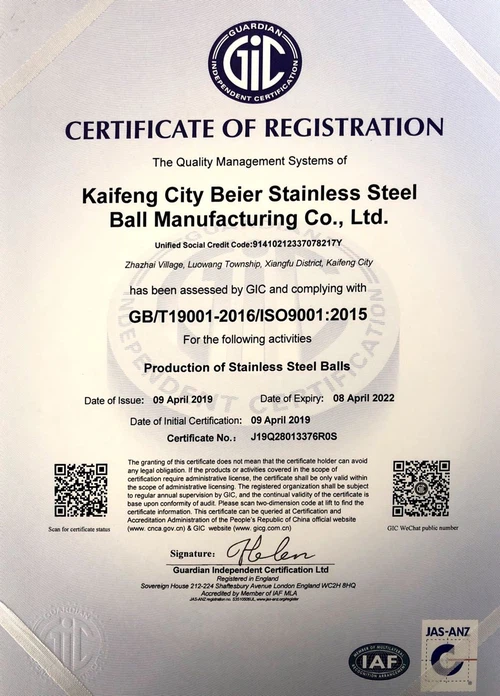 GUARDIAN
GIC
INDEPENDENT CERTIFICATION
CERTIFICATE OF REGISTRATION
The Quality Management Systems of
Kaifeng City Beier Stainless Steel
Ball Manufacturing Co., Ltd.
Unified Social Credit Code:91410212337078217Y
Zhazhai Village, Luowang Township, Xiangfu District, Kaifeng City
has been assessed by GIC and complying with
GB/T19001-2016/ISO9001:2015
For the following activities
Production of Stainless Steel Balls
Date of Issue: 09 April 2019 Date of Expiry: 08 April 2022
Date of Initial Certification: 09 April 2019
Certificate No.: J19Q28013376R0S
The granting of this certificate does not mean that the certificate holder can avoid
any legal obligation. If the products or activities covered in the scope of
certification require administrative license, the certificate shall be only valid within
the scope of administrative licensing. The registered organization shall be subject
to regular annual supervision by GIC, and the continual validity of the certificate is
base upon conformity of audit. Please scan two-dimension code at lift to find the
certificate information. This certificate can be queried at Certification and
Accreditation Administration of the People's Republic of China official website
(www. cnca.gov. cn) & GIC website (www. gicg.com.cn)
Scan for certificate status
GIC WeChat public number
Signature: Helen
Guardian Independent Certification Ltd
Registered in England
Sovereign House 212-224 Shaftesbury Avenue London England WC2H 8HQ
Accredited by Member of IAF MLA
GUARDIAN
GIC
INDEPENDENT CERTIFICATION
MEMBER OF MULTILATERAL
IAF
RECOGNITION ARRANGEMENT
JAS-ANZ